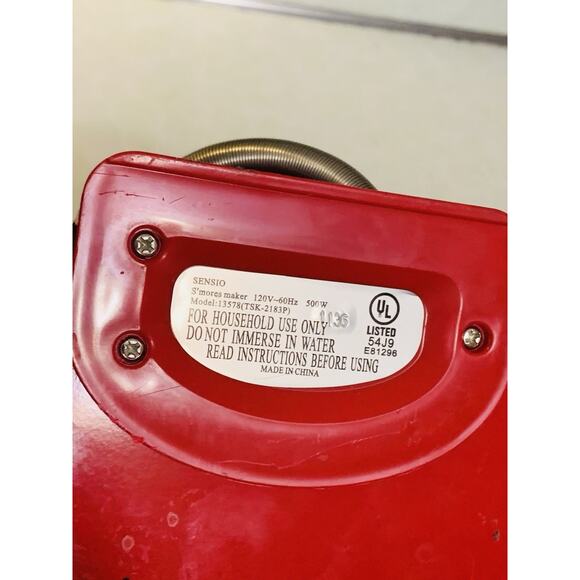 SENSIO
S'mores maker 120V~60Hz 500W
Model:13578(TSK-2183P)
1136
FOR HOUSEHOLD USE ONLY
DO NOT IMMERSE IN WATER
READ INSTRUCTIONS BEFORE USING
MADE IN CHINA
UL
LISTED
54J9
E81296